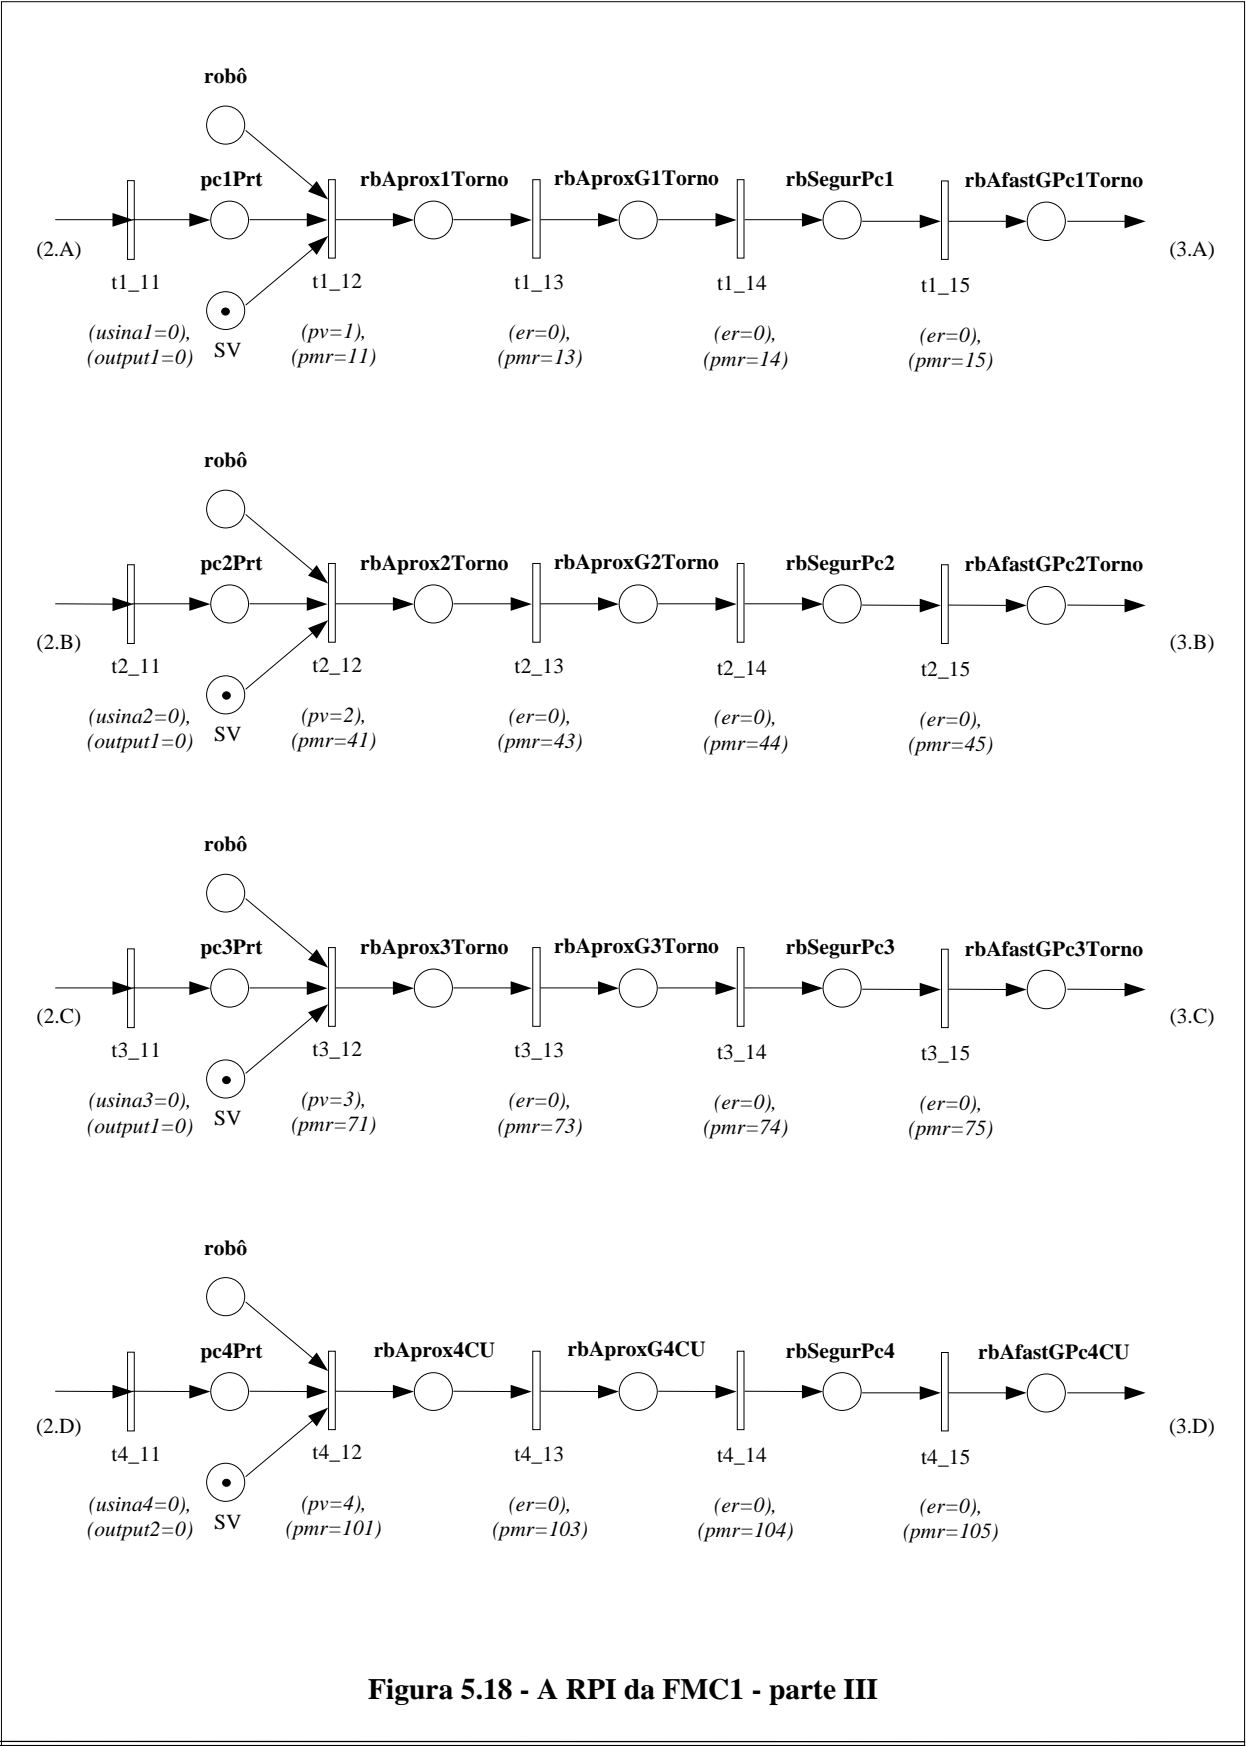 robô
pc1Prt rbAprox1Torno rbAproxG1Torno rbSegurPc1 rbAfastGPc1Torno
(2.A) (3.A)
t1_11 t1_12 t1_13 t1_14 t1_15
(usina1=0), (pv=1), (er=0), (er=0), (er=0),
(output1=0) SV (pmr=11) (pmr=13) (pmr=14) (pmr=15)
robô
pc2Prt rbAprox2Torno rbAproxG2Torno rbSegurPc2 rbAfastGPc2Torno
(2.B) (3.B)
t2_11 t2_12 t2_13 t2_14 t2_15
(usina2=0), (pv=2), (er=0), (er=0), (er=0),
(output1=0) SV (pmr=41) (pmr=43) (pmr=44) (pmr=45)
robô
pc3Prt rbAprox3Torno rbAproxG3Torno rbSegurPc3 rbAfastGPc3Torno
(2.C) (3.C)
t3_11 t3_12 t3_13 t3_14 t3_15
(usina3=0), (pv=3), (er=0), (er=0), (er=0),
(output1=0) SV (pmr=71) (pmr=73) (pmr=74) (pmr=75)
robô
pc4Prt rbAprox4CU rbAproxG4CU rbSegurPc4 rbAfastGPc4CU
(2.D) (3.D)
t4_11 t4_12 t4_13 t4_14 t4_15
(usina4=0), (pv=4), (er=0), (er=0), (er=0),
(output2=0) SV (pmr=101) (pmr=103) (pmr=104) (pmr=105)
Figura 5.18 - A RPI da FMC1 - parte III